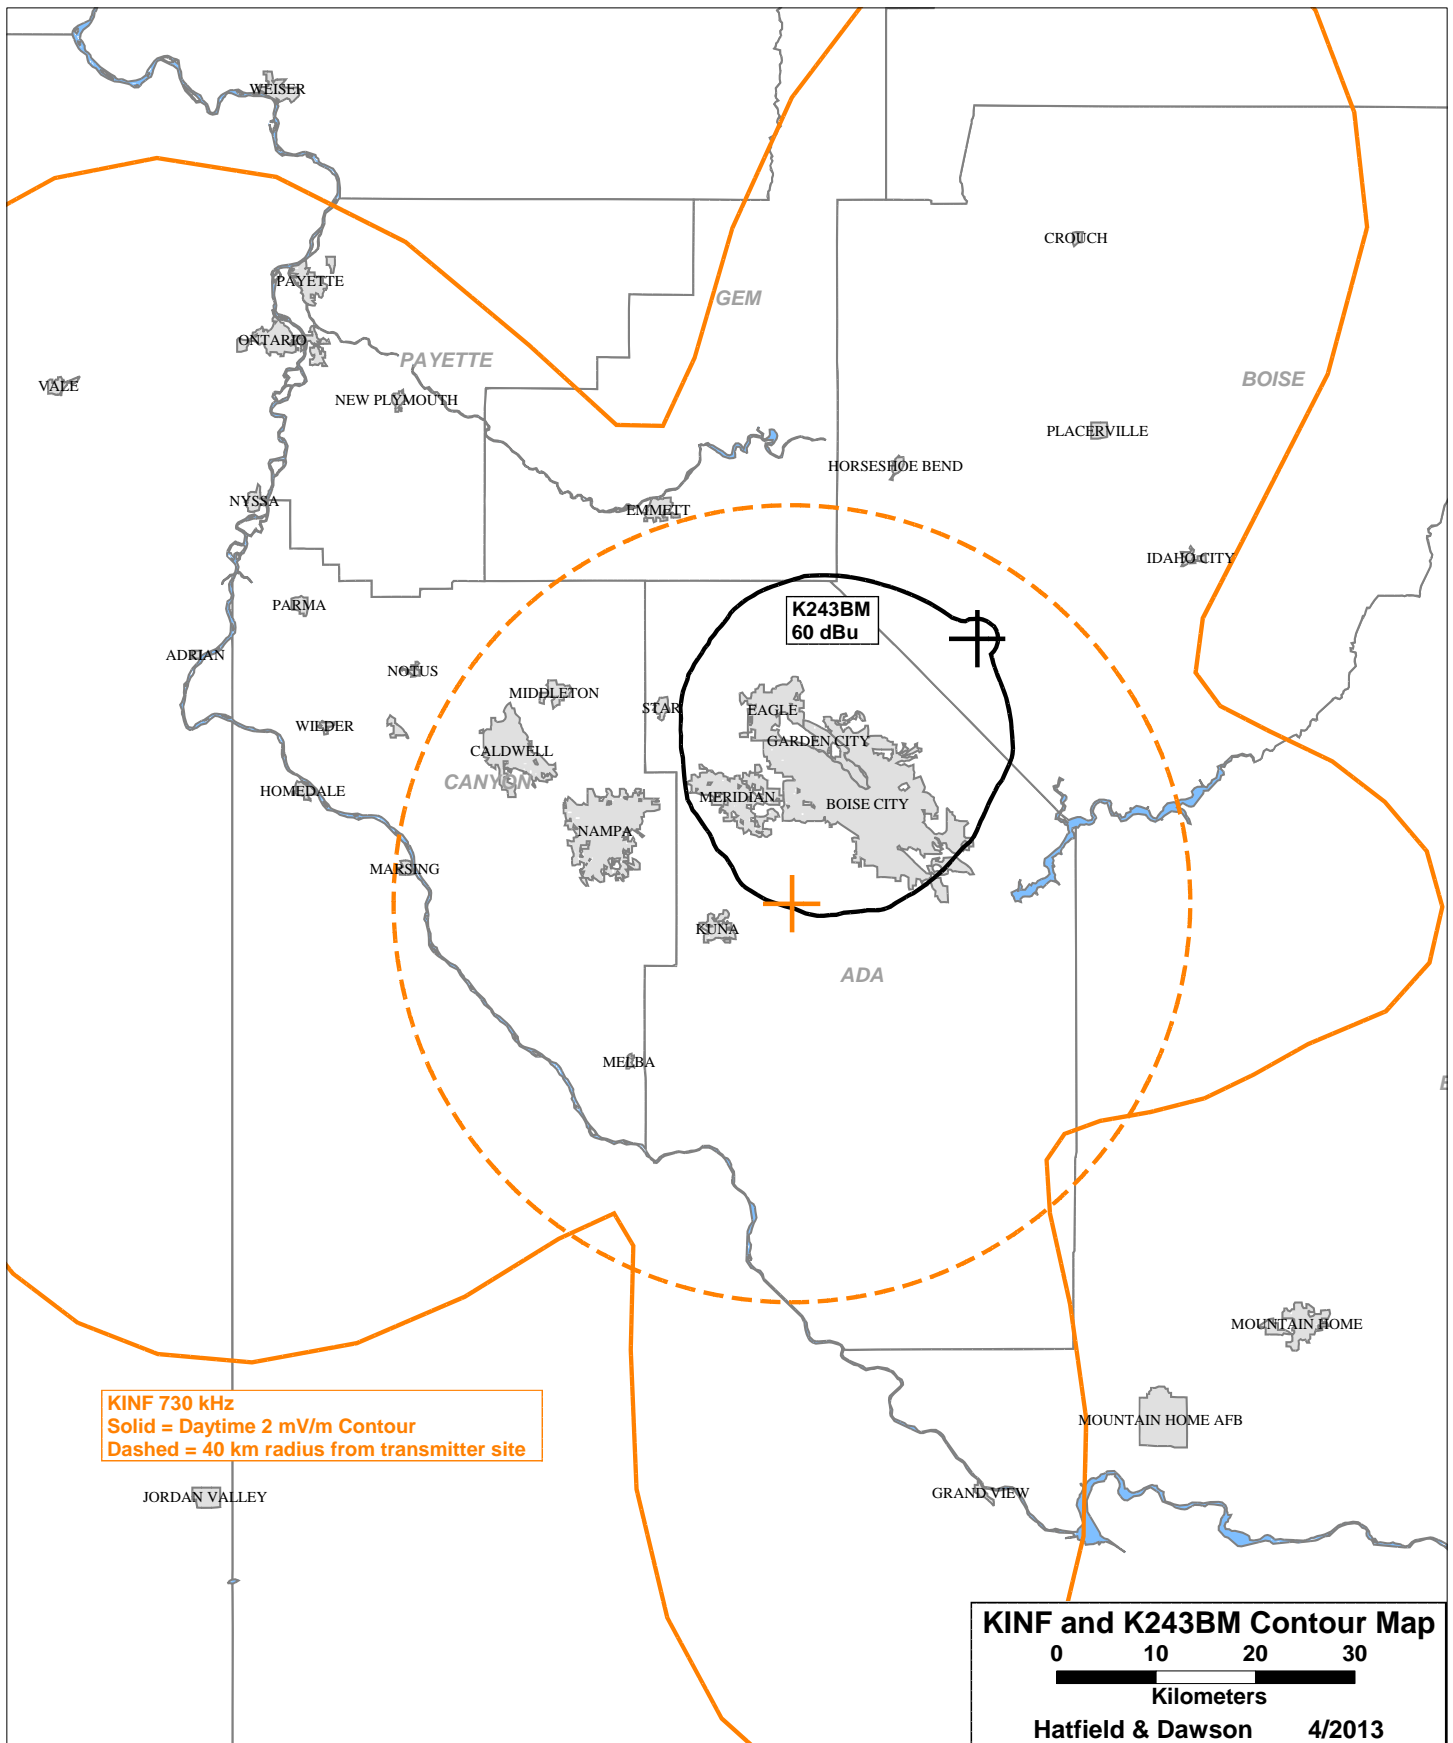 WEISER
CROUCH
PAYETTE
GEM
ONTARIO
PAYETTE
BOISE
VALE
NEW PLYMOUTH
PLACERVILLE
HORSESHOE BEND
NYSSA
EMMETT
IDAHO CITY
PARMA
K243BM
60 dBu
ADRIAN
NOTUS
MIDDLETON
STAR
EAGLE
WILDER
GARDEN CITY
CALDWELL
CANYON
HOMEDALE
MERIDIAN
BOISE CITY
NAMPA
MARSING
KUNA
ADA
MELBA
E
MOUNTAIN HOME
KINF 730 kHz
Solid = Daytime 2 mV/m Contour
Dashed = 40 km radius from transmitter site
MOUNTAIN HOME AFB
JORDAN VALLEY
GRAND VIEW
KINF and K243BM Contour Map
0 10 20 30
Kilometers
Hatfield & Dawson 4/2013